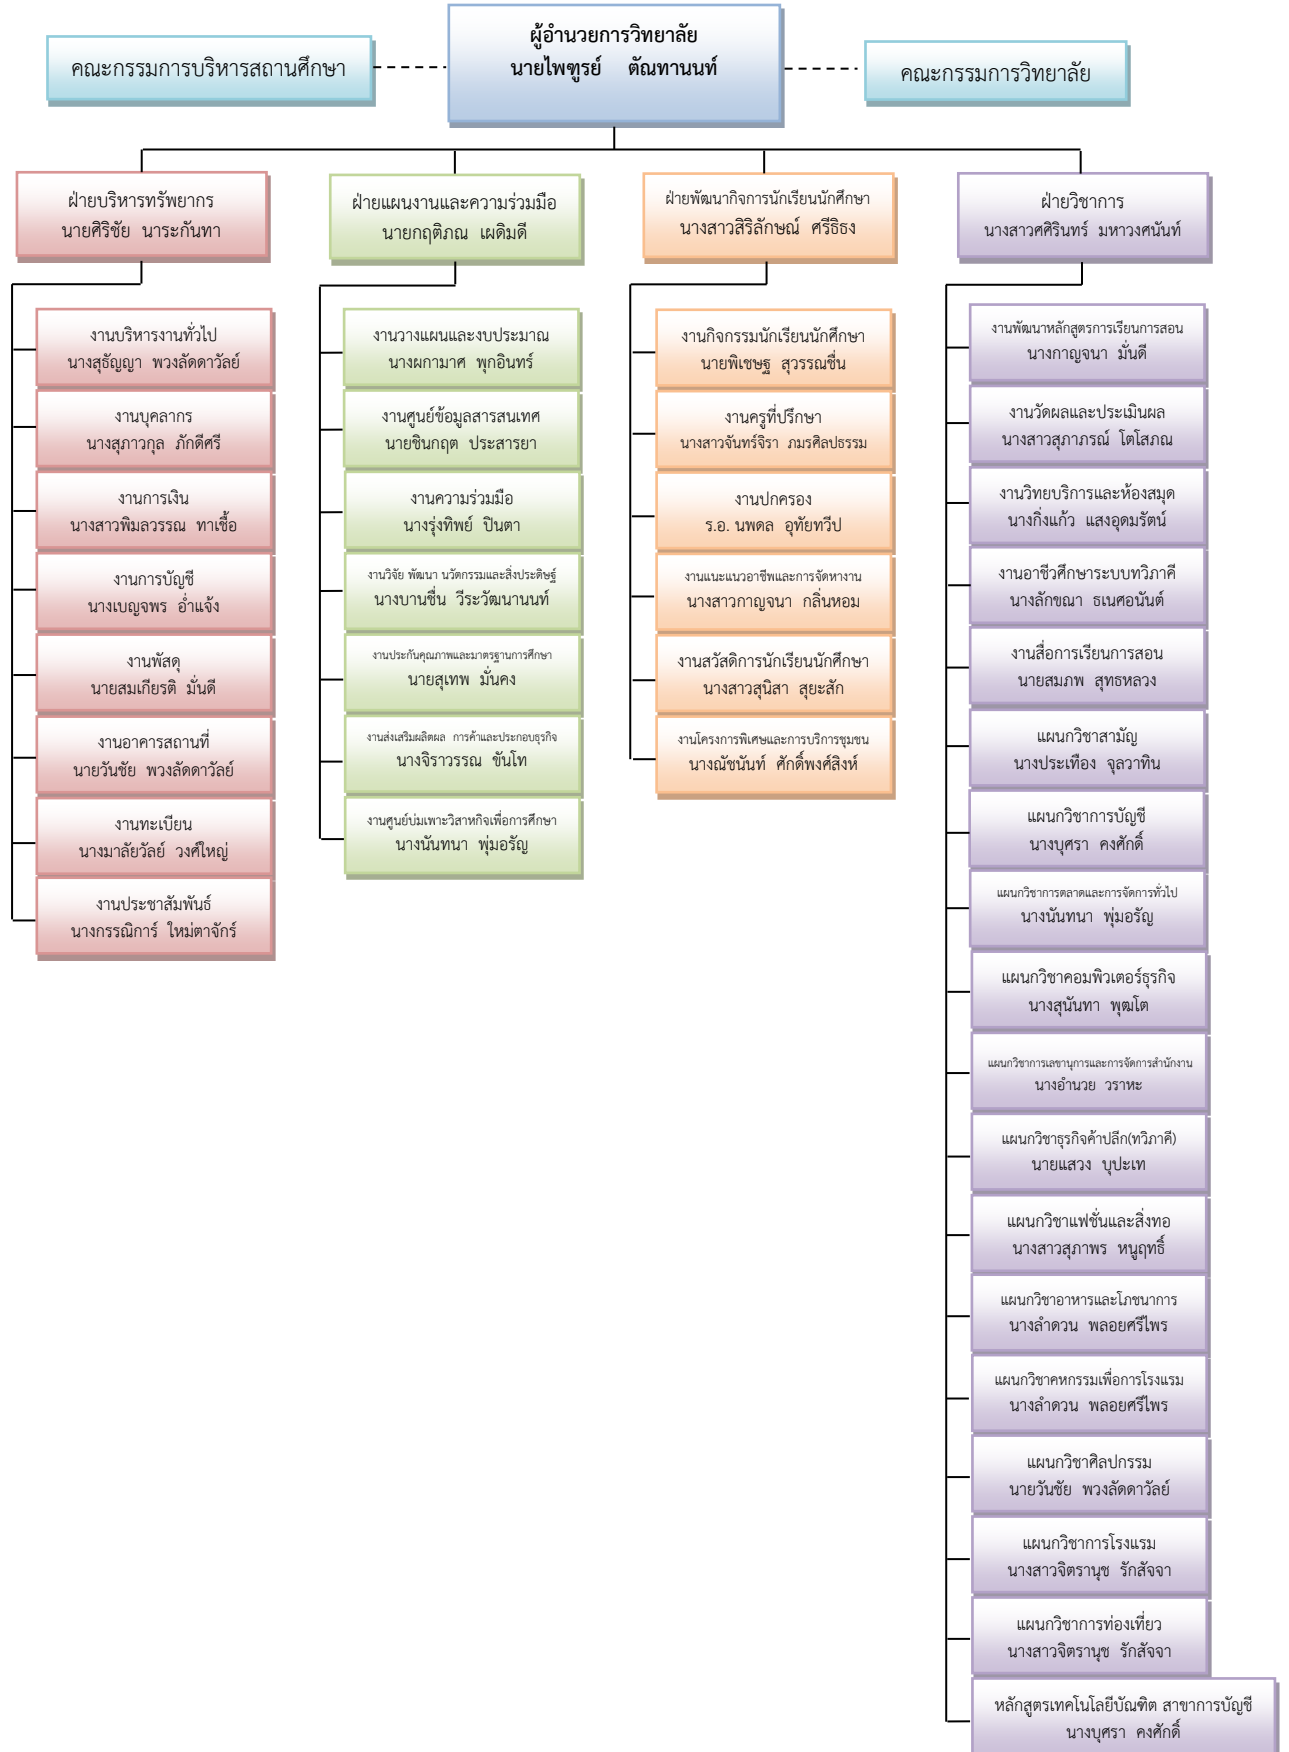 ผู้อำนวยการวิทยาลัย
นายไพฑูรย์ ตัณทานนท์
คณะกรรมการบริหารสถานศึกษา
คณะกรรมการวิทยาลัย
ฝ่ายบริหารทรัพยากร
นายศิริชัย นาระกันทา
ฝ่ายแผนงานและความร่วมมือ
นายกฤติภณ เผดิมดี
ฝ่ายพัฒนากิจการนักเรียนนักศึกษา
นางสาวสิริลักษณ์ ศรีธิธง
ฝ่ายวิชาการ
นางสาวศศิรินทร์ มหาวงศนันท์
งานบริหารงานทั่วไป
นางสุธัญญา พวงลัดดาวัลย์
งานบุคลากร
นางสุภาวกุล ภักดีศรี
งานการเงิน
นางสาวพิมลวรรณ ทาเชื้อ
งานการบัญชี
นางเบญจพร อ่ำแจ้ง
งานพัสดุ
นายสมเกียรติ มั่นดี
งานอาคารสถานที่
นายวันชัย พวงลัดดาวัลย์
งานทะเบียน
นางมาลัยวัลย์ วงศ์ใหญ่
งานประชาสัมพันธ์
นางกรรณิการ์ ใหม่ตาจักร์
งานวางแผนและงบประมาณ
นางผกามาศ พุกอินทร์
งานศูนย์ข้อมูลสารสนเทศ
นายชินกฤต ประสารยา
งานความร่วมมือ
นางรุ่งทิพย์ ปินตา
งานวิจัย พัฒนา นวัตกรรมและสิ่งประดิษฐ์
นางบานชื่น วีระวัฒนานนท์
งานประกันคุณภาพและมาตรฐานการศึกษา
นายสุเทพ มั่นคง
งานส่งเสริมผลิตผล การค้าและประกอบธุรกิจ
นางจิราวรรณ ขันโท
งานศูนย์บ่มเพาะวิสาหกิจเพื่อการศึกษา
นางนันทนา พุ่มอรัญ
งานกิจกรรมนักเรียนนักศึกษา
นายพิเชษฐ สุวรรณชื่น
งานครูที่ปรึกษา
นางสาวจันทร์จิรา ภมรศิลปธรรม
งานปกครอง
ร.อ. นพดล อุทัยทวีป
งานแนะแนวอาชีพและการจัดหางาน
นางสาวกาญจนา กลิ่นหอม
งานสวัสดิการนักเรียนนักศึกษา
นางสาวสุนิสา สุยะสัก
งานโครงการพิเศษและการบริการชุมชน
นางณัชนันท์ ศักดิ์พงศ์สิงห์
งานพัฒนาหลักสูตรการเรียนการสอน
นางกาญจนา มั่นดี
งานวัดผลและประเมินผล
นางสาวสุภาภรณ์ โตโสภณ
งานวิทยบริการและห้องสมุด
นางกิ่งแก้ว แสงอุดมรัตน์
งานอาชีวศึกษาระบบทวิภาคี
นางลักขณา ธเนศอนันต์
งานสื่อการเรียนการสอน
นายสมภพ สุทธหลวง
แผนกวิชาสามัญ
นางประเทือง จุลวาทิน
แผนกวิชาการบัญชี
นางบุศรา คงศักดิ์
แผนกวิชาการตลาดและการจัดการทั่วไป
นางนันทนา พุ่มอรัญ
แผนกวิชาคอมพิวเตอร์ธุรกิจ
นางสุนันทา พุฒโต
แผนกวิชาการเลขานุการและการจัดการสำนักงาน
นางอำนวย วราหะ
แผนกวิชาธุรกิจค้าปลีก(ทวิภาคี)
นายแสวง บุปะเท
แผนกวิชาแฟชั่นและสิ่งทอ
นางสาวสุภาพร หนูฤทธิ์
แผนกวิชาอาหารและโภชนาการ
นางลำดวน พลอยศรีไพร
แผนกวิชาคหกรรมเพื่อการโรงแรม
นางลำดวน พลอยศรีไพร
แผนกวิชาศิลปกรรม
นายวันชัย พวงลัดดาวัลย์
แผนกวิชาการโรงแรม
นางสาวจิตรานุช รักสัจจา
แผนกวิชาการท่องเที่ยว
นางสาวจิตรานุช รักสัจจา
หลักสูตรเทคโนโลยีบัณฑิต สาขาการบัญชี
นางบุศรา คงศักดิ์